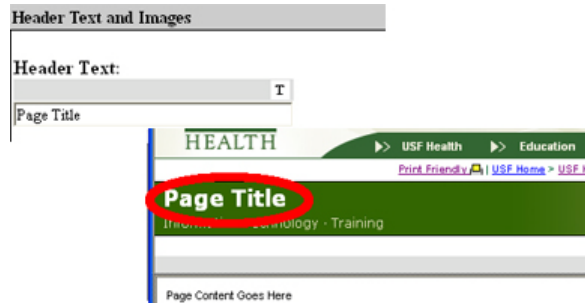 Header Text and Images
Header Text:
T
Page Title
HEALTH
USF Health Education
Print Friendly | USF Home > USF
Page Title
Information Technology · Training
Page Content Goes Here